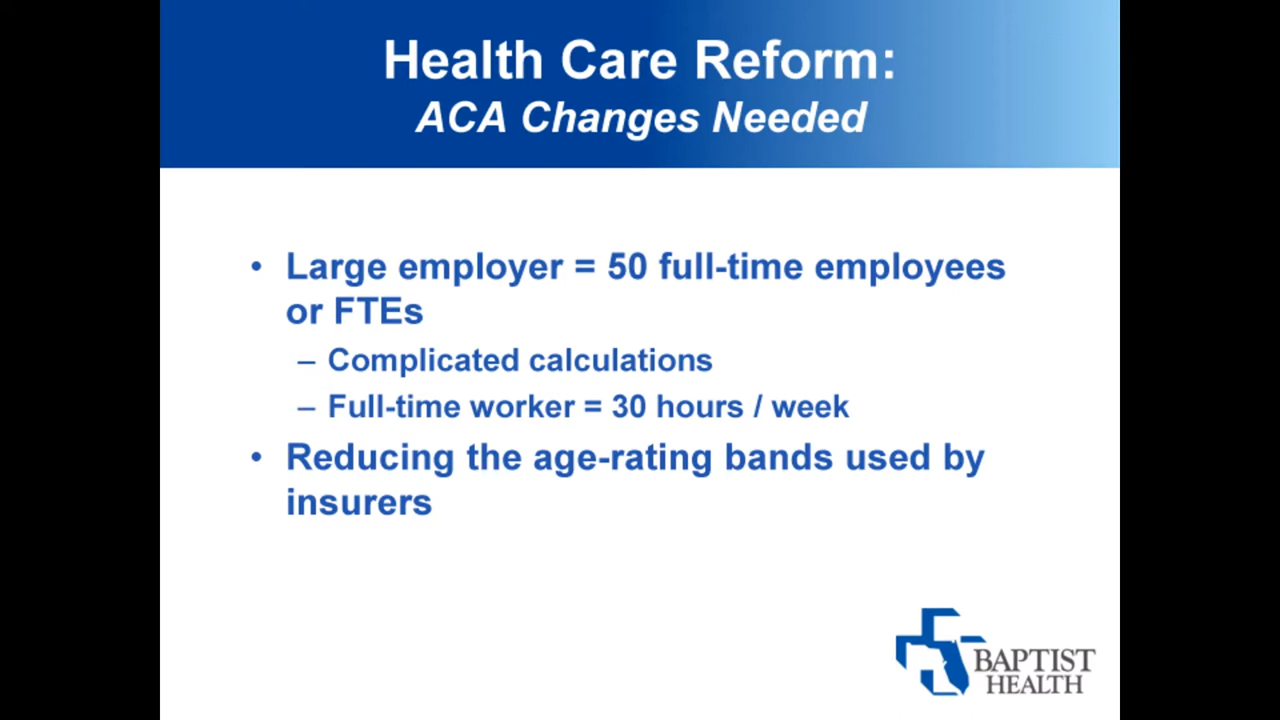 Health Care Reform:
ACA Changes Needed
• Large employer = 50 full-time employees
or FTEs
– Complicated calculations
– Full-time worker = 30 hours / week
• Reducing the age-rating bands used by
insurers
BAPTIST
HEALTH